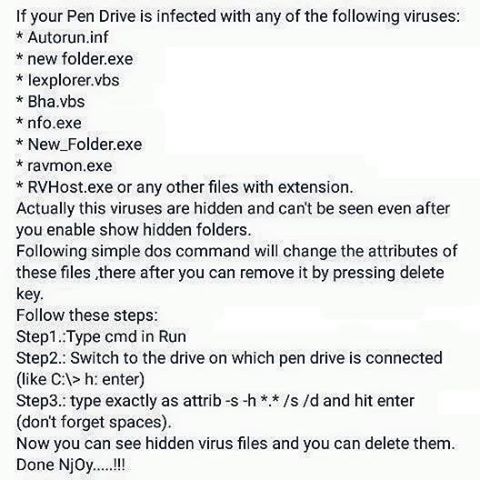 If your Pen Drive is infected with any of the following viruses:
* Autorun.inf
* new folder.exe
* Iexplorer.vbs
* Bha.vbs
* nfo.exe
* New_Folder.exe
* ravmon.exe
* RVHost.exe or any other files with extension.
Actually this viruses are hidden and can't be seen even after
you enable show hidden folders.
Following simple dos command will change the attributes of
these files ,there after you can remove it by pressing delete
key.
Follow these steps:
Step1.:Type cmd in Run
Step2.: Switch to the drive on which pen drive is connected
(like C:\> h: enter)
Step3.: type exactly as attrib -s -h *.* /s /d and hit enter
(don't forget spaces).
Now you can see hidden virus files and you can delete them.
Done NjOy.....!!!